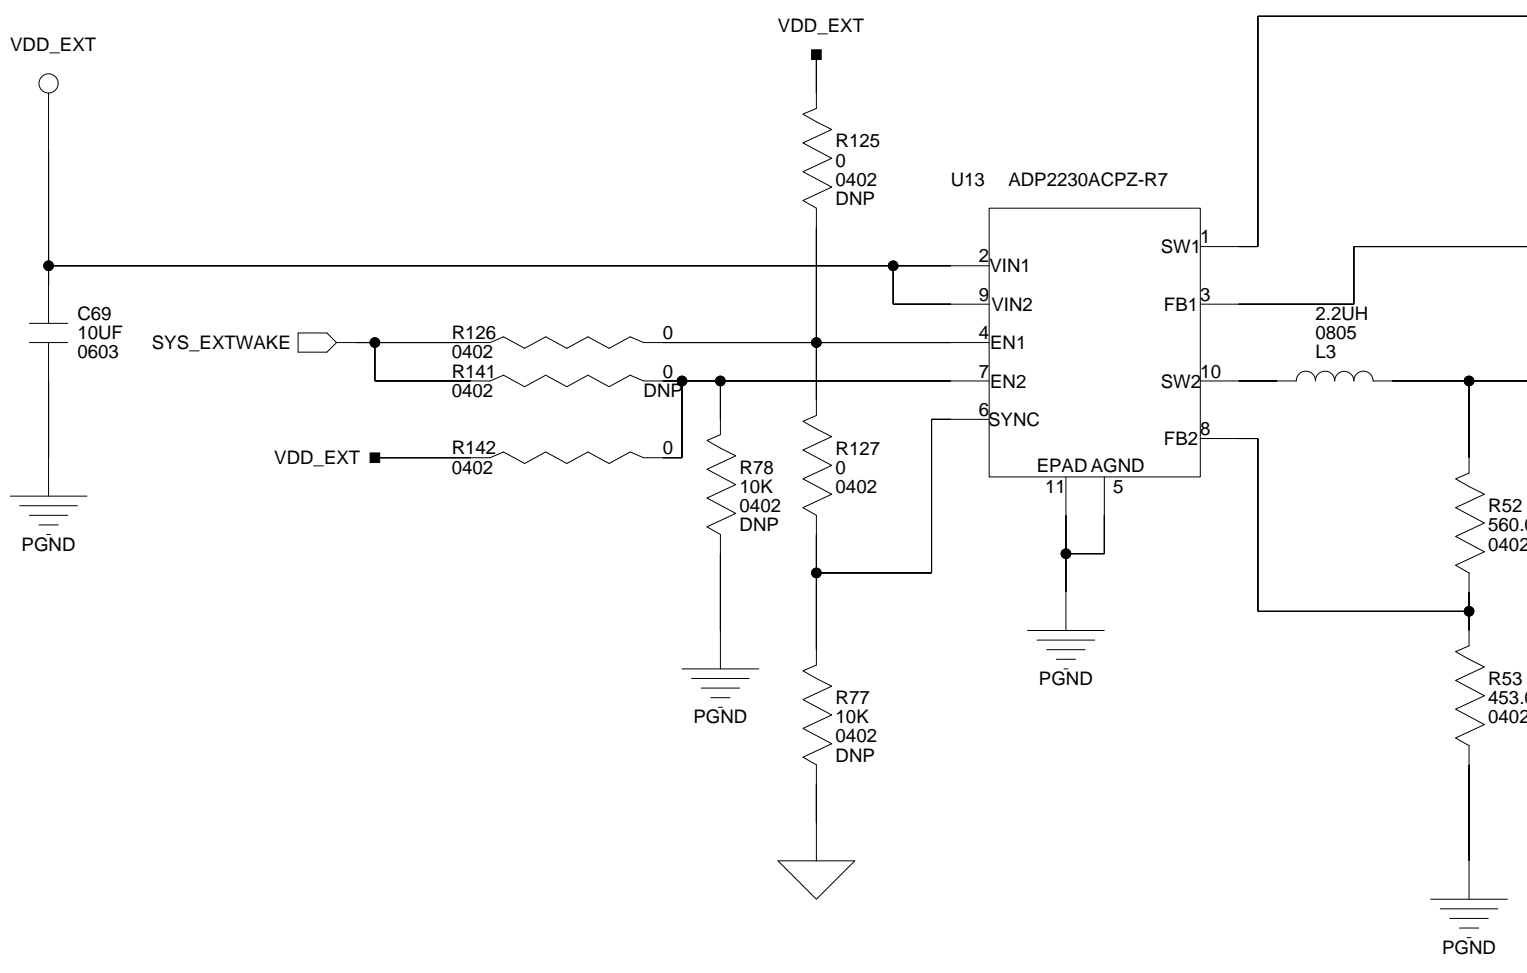 VDD_EXT
VDD_EXT
R125
0
0402
DNP
U13 ADP2230ACPZ-R7
SW1 1
2 VIN1
C69
10UF
0603
9 VIN2
FB1 3
2.2UH
0805
L3
SYS_EXTWAKE
R126 0
0402
4 EN1
R141 0
0402 DNP
7 EN2
SW2 10
6 SYNC
FB2 8
VDD_EXT
R142 0
0402
R127
0
0402
R78
10K
0402
DNP
EPAD AGND
11 5
R52
0402
PGND
PGND
R53
0402
PGND
R77
10K
0402
DNP
PGND